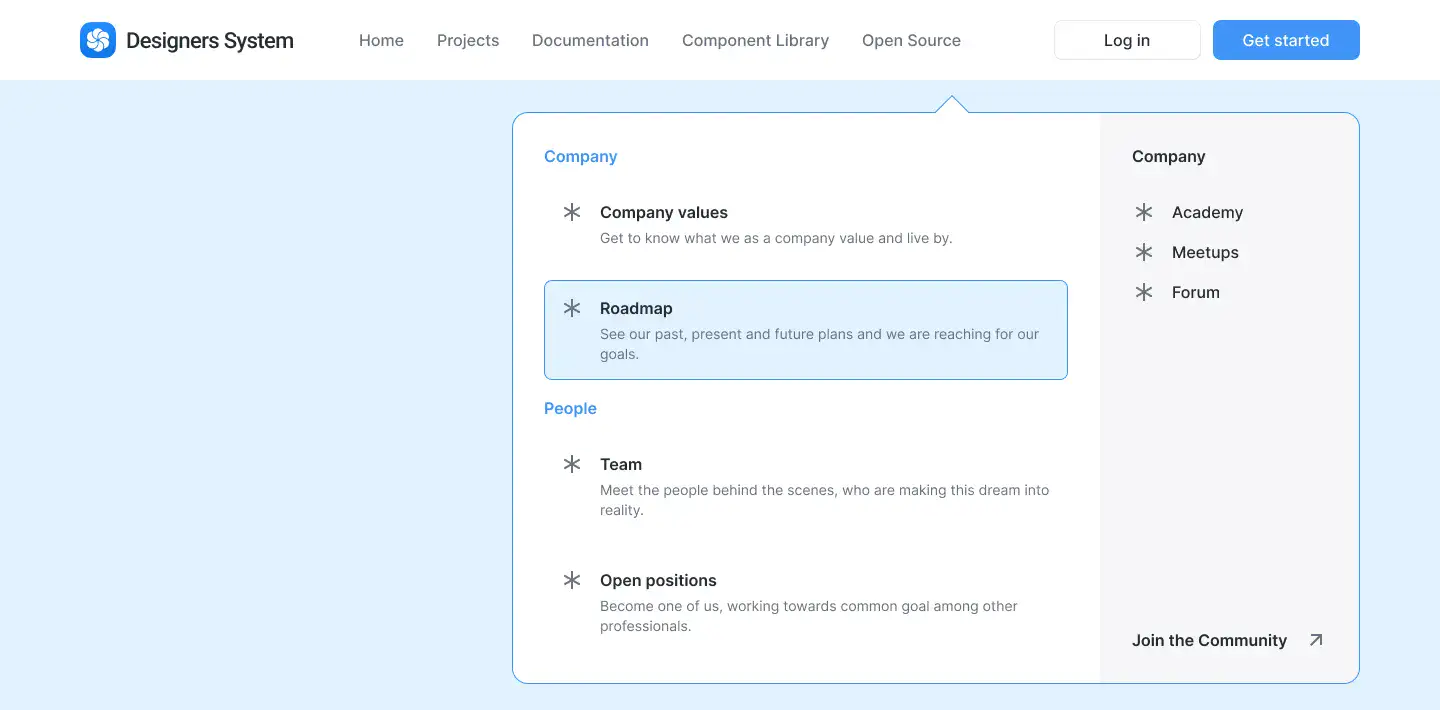 Designers System
Home
Projects
Documentation
Component Library
Open Source
Log in
Get started
Company
Company values
Get to know what we as a company value and live by.
Roadmap
See our past, present and future plans and we are reaching for our
goals.
People
Team
Meet the people behind the scenes, who are making this dream into
reality.
Open positions
Become one of us, working towards common goal among other
professionals.
Company
Academy
Meetups
Forum
Join the Community